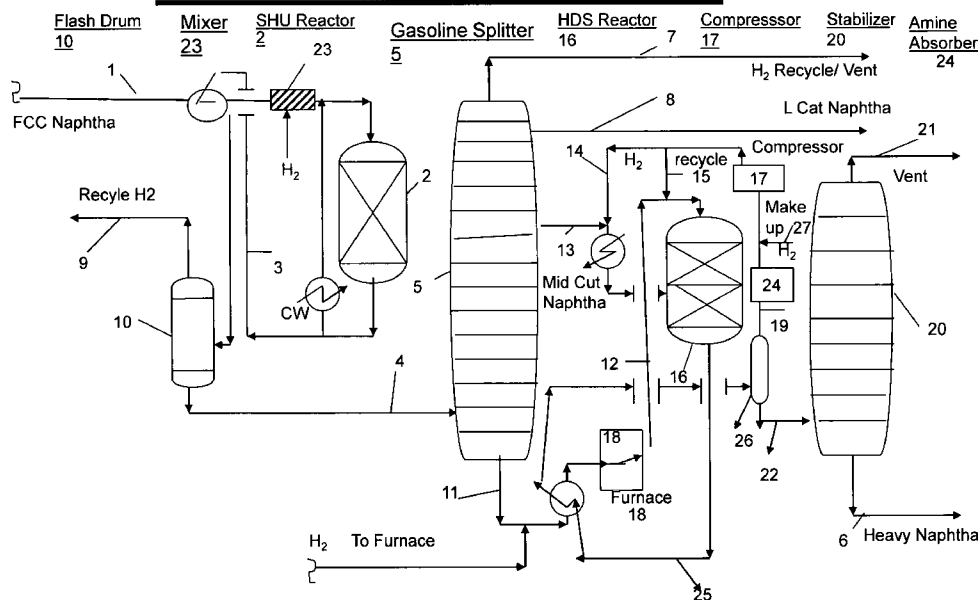 Flash Drum
10
Mixer
23
SHU Reactor
2
23
Gasoline Splitter
5
HDS Reactor
16
Compresssor
17
Stabilizer
20
Amine
Absorber
24
1
7
H2 Recycle/ Vent
FCC Naphtha
8
L Cat Naphtha
H2
14
H2
recycle
15
Compressor
17
21
Vent
2
Recyle H2
9
3
Make
up
27
H2
13
Mid Cut
Naphtha
24
5
CW
19
20
10
4
12
16
26
22
18
11
Furnace
18
6
Heavy Naphtha
H2
To Furnace
25